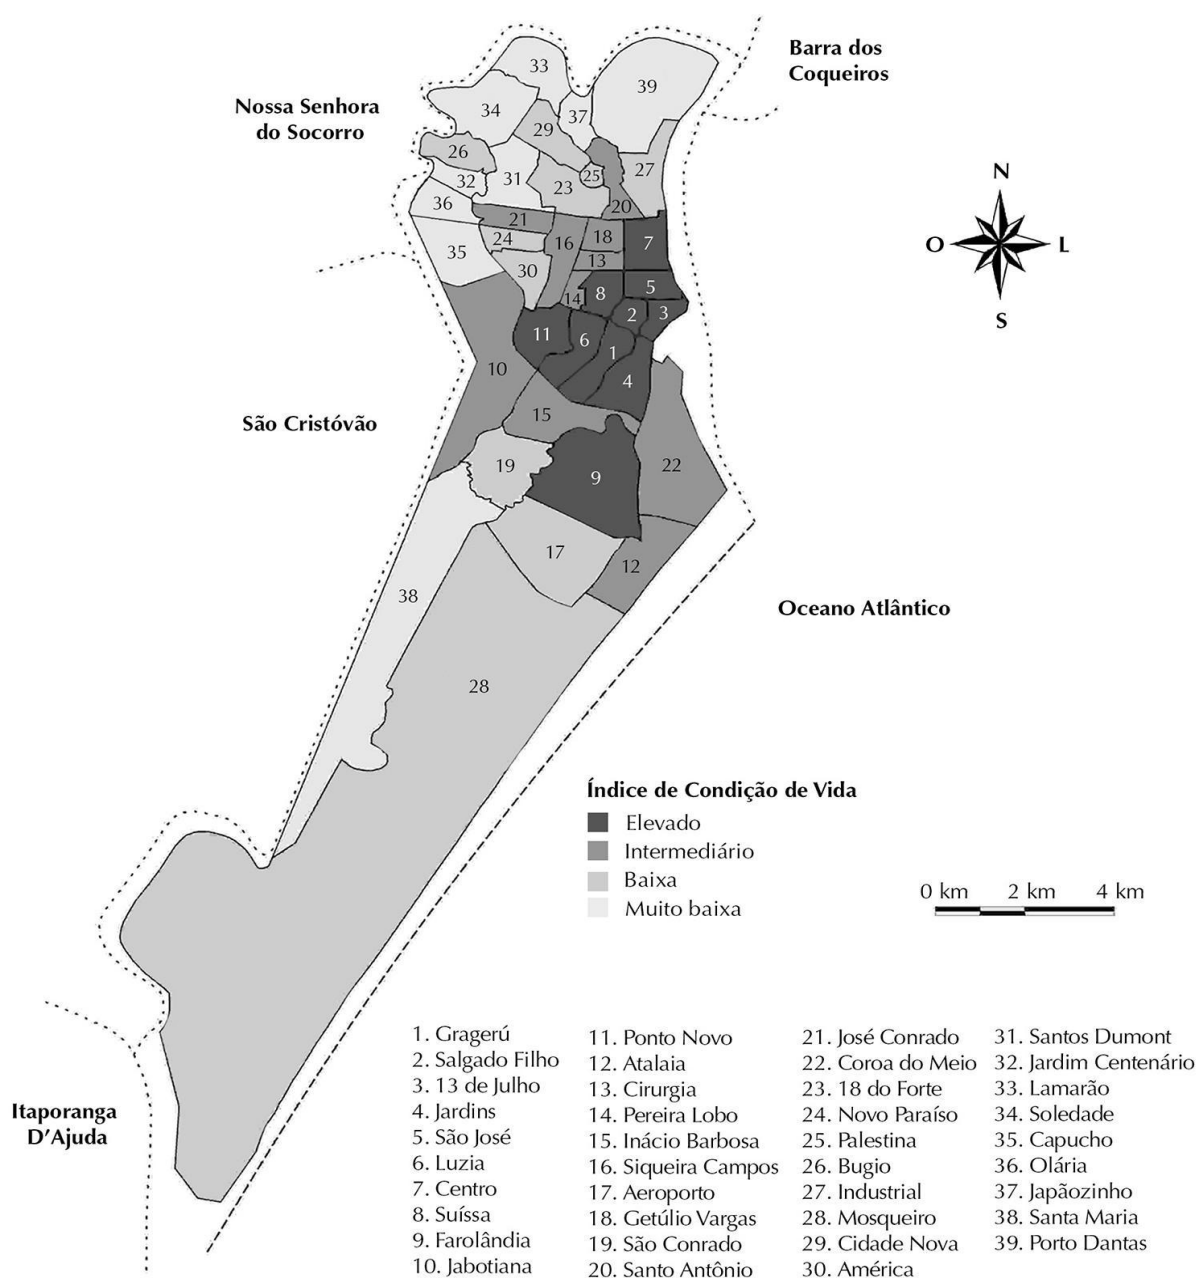 33
39
Barra dos
Coqueiros
Nossa Senhora
do Socorro
34
37
29
26
27
25
32
31
23
36
20
21
24
16
18
7
35
13
30
5
14
8
2
3
11
6
1
10
4
15
19
9
22
17
12
38
28
N
O
L
S
São Cristóvão
Oceano Atlântico
Índice de Condição de Vida
Elevado
Intermediário
Baixa
Muito baixa
0 km 2 km 4 km
Itaporanga
D'Ajuda
1. Gragerú
2. Salgado Filho
3. 13 de Julho
4. Jardins
5. São José
6. Luzia
7. Centro
8. Suíssa
9. Farolândia
10. Jabotiana
11. Ponto Novo
12. Atalaia
13. Cirurgia
14. Pereira Lobo
15. Inácio Barbosa
16. Siqueira Campos
17. Aeroporto
18. Getúlio Vargas
19. São Conrado
20. Santo Antônio
21. José Conrado
22. Coroa do Meio
23. 18 do Forte
24. Novo Paraíso
25. Palestina
26. Bugio
27. Industrial
28. Mosqueiro
29. Cidade Nova
30. América
31. Santos Dumont
32. Jardim Centenário
33. Lamarão
34. Soledade
35. Capucho
36. Olária
37. Japãozinho
38. Santa Maria
39. Porto Dantas